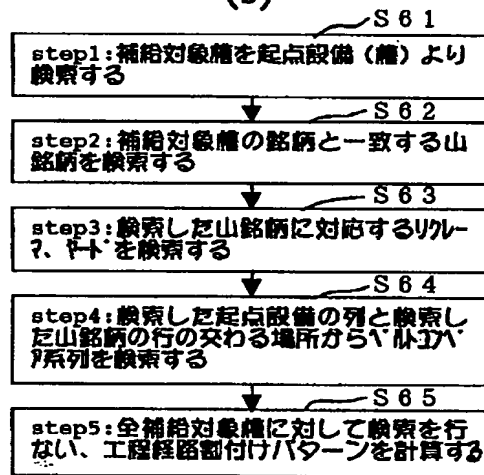 S61
step1:補給対象槽を起点設備(槽)より
検索する
S62
step2:補給対象槽の銘柄と一致する山
銘柄を検索する
S63
step3:検索した山銘柄に対応するリクレー
マ、ヤードを検索する
S64
step4:検索した起点設備の列と検索し
た山銘柄の行の交わる場所からベルトコンベ
ア系列を検索する
S65
step5:全補給対象槽に対して検索を行
ない、工程経路割付けパターンを計算する